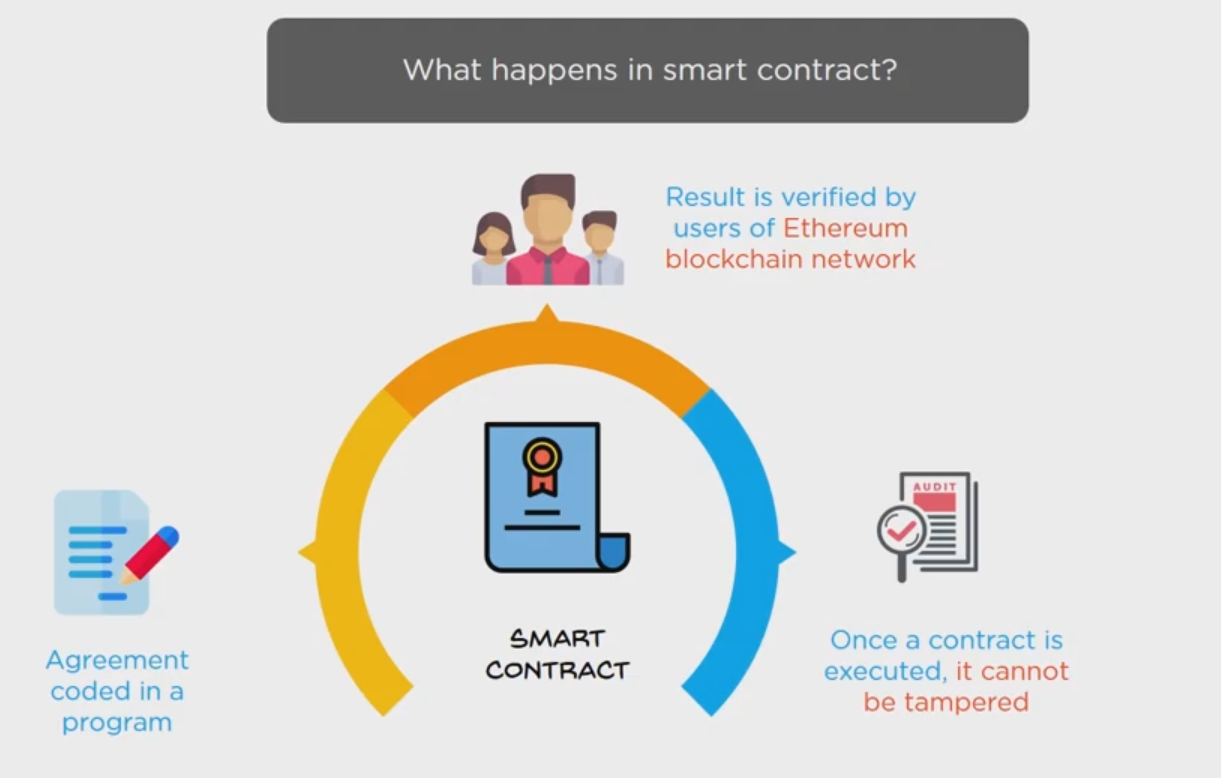 What happens in smart contract?
Result is verified by
users of Ethereum
blockchain network
AUDIT
SMART
CONTRACT
Agreement
coded in a
program
Once a contract is
executed, it cannot
be tampered